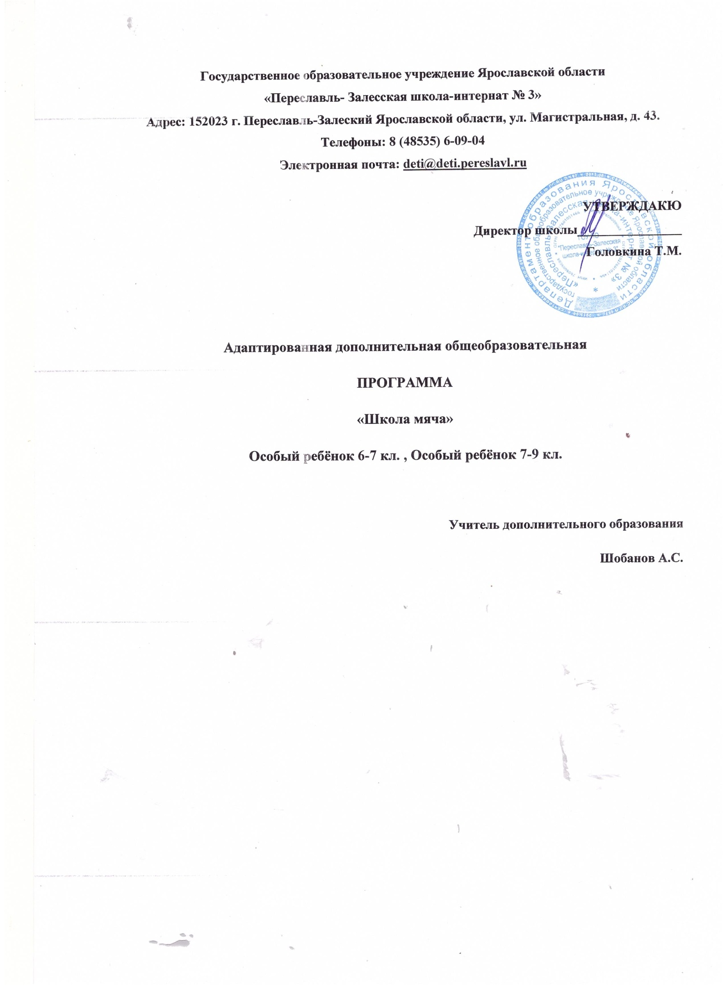 Государственное образовательное учреждение Ярославской области
«Переславль- Залесская школа-интернат № 3»
Адрес: 152023 г. Переславль-Залеский Ярославской области, ул. Магистральная, д. 43.
Телефоны: 8 (48535) 6-09-04
Электронная почта: deti@deti.pereslavl.ru
УТВЕРЖДАКЮ
Директор школы
Головкина Т.М.
Департамент образования Ярославской области
государственное общеобразовательное учреждение Ярославской области
«Переславль-Залесская школа-интернат № 3»
ГОУ ЯО
"Переславль-Залесская
школа-интернат № 3"
Адаптированная дополнительная общеобразовательная
ПРОГРАММА
«Школа мяча»
Особый ребёнок 6-7 кл. , Особый ребёнок 7-9 кл.
Учитель дополнительного образования
Шобанов А.С.